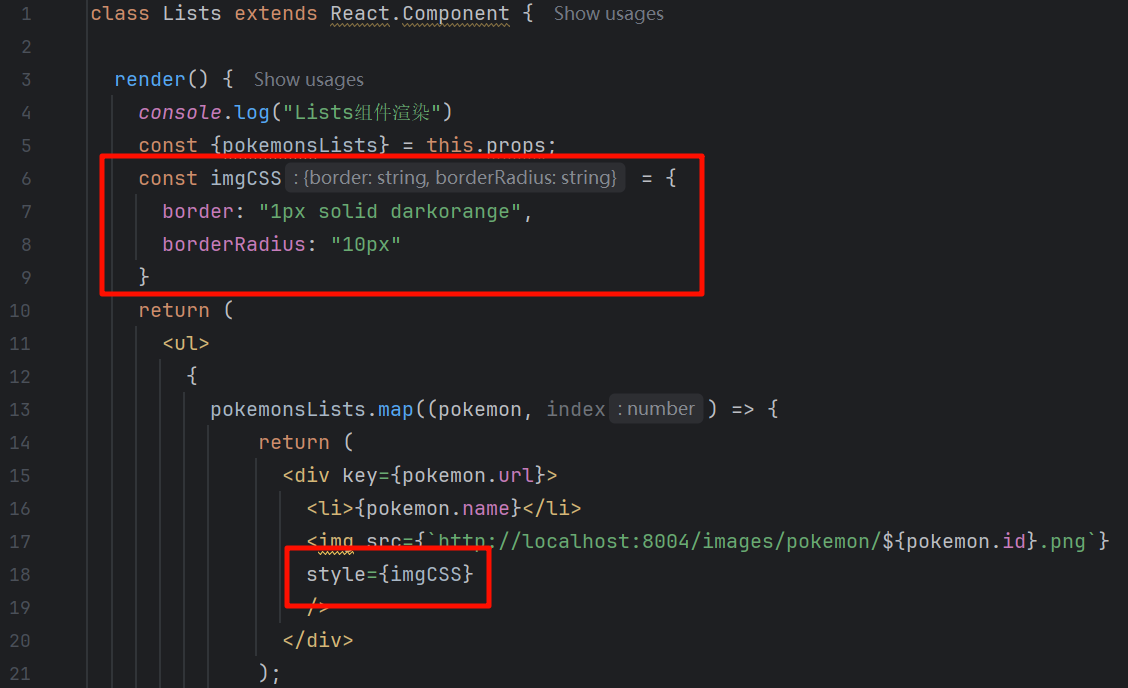 1 class Lists extends React.Component { Show usages
2
3 render() { Show usages
4 console.log("Lists组件渲染")
5 const {pokemonsLists} = this.props;
6 const imgCSS : {border: string, borderRadius: string} = {
7 border: "1px solid darkorange",
8 borderRadius: "10px"
9 }
10 return (
11 <ul>
12 {
13 pokemonsLists.map((pokemon, index : number ) => {
14 return (
15 <div key={pokemon.url}>
16 <li>{pokemon.name}</li>
17 <img src={`http://localhost:8004/images/pokemon/${pokemon.id}.png`}
18 style={imgCSS}
19 />
20 </div>
21 );